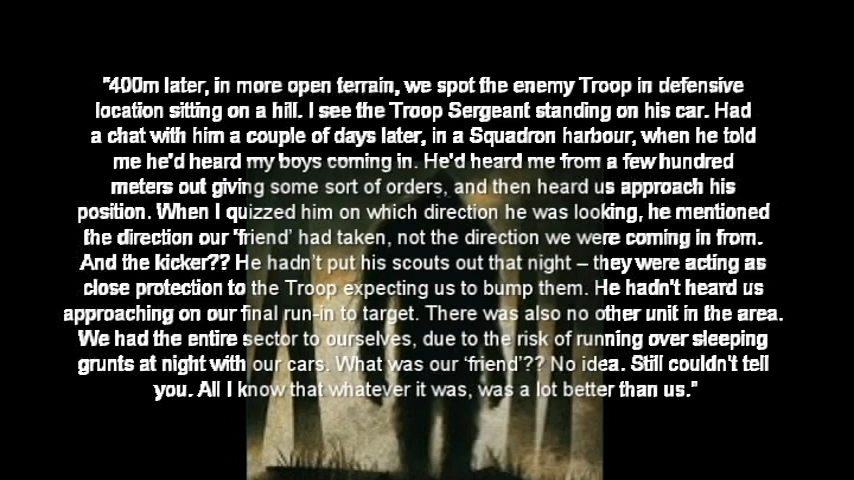 "400m later, in more open terrain, we spot the enemy Troop in defensive
location sitting on a hill. I see the Troop Sergeant standing on his car. Had
a chat with him a couple of days later, in a Squadron harbour, when he told
me he'd heard my boys coming in. He'd heard me from a few hundred
meters out giving some sort of orders, and then heard us approach his
position. When I quizzed him on which direction he was looking, he mentioned
the direction our 'friend' had taken, not the direction we were coming in from.
And the kicker?? He hadn't put his scouts out that night – they were acting as
close protection to the Troop expecting us to bump them. He hadn't heard us
approaching on our final run-in to target. There was also no other unit in the area.
We had the entire sector to ourselves, due to the risk of running over sleeping
grunts at night with our cars. What was our 'friend'?? No idea. Still couldn't tell
you. All I know that whatever it was, was a lot better than us."